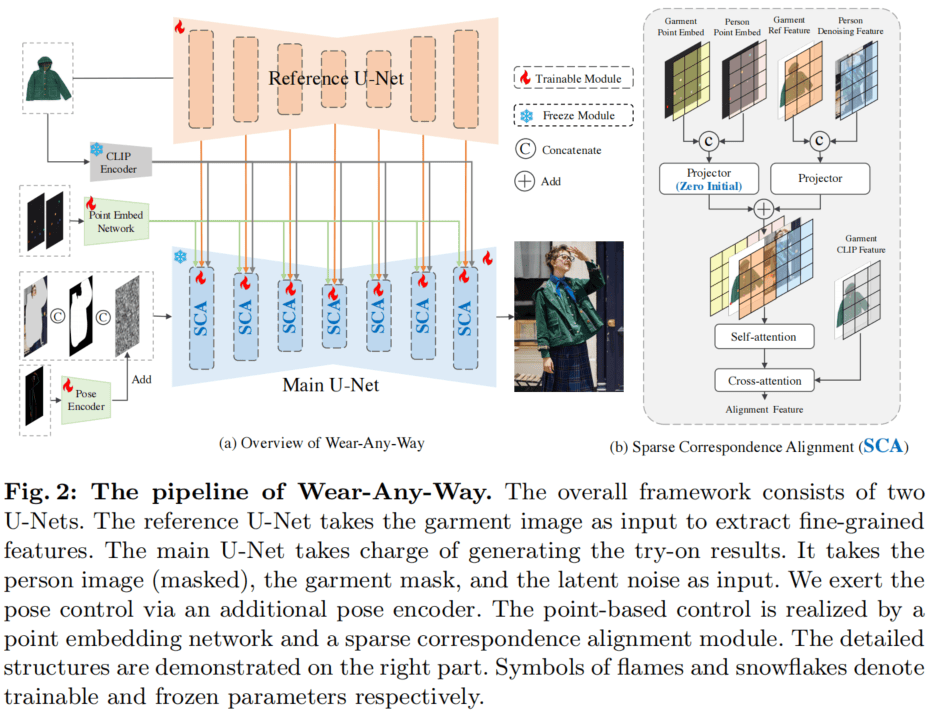 Reference U-Net
CLIP
Encoder
Point Embed
Network
Trainable Module
Freeze Module
C Concatenate
+ Add
SCA SCA SCA SCA SCA SCA SCA
Main U-Net
C C
Pose
Encoder
Add
(a) Overview of Wear-Any-Way
Garment
Point Embed
Person
Point Embed
Garment
Ref Feature
Person
Denoising Feature
C C
Projector
(Zero Initial)
Projector
+
Garment
CLIP Feature
Self-attention
Cross-attention
Alignment Feature
(b) Sparse Correspondence Alignment (SCA)
Fig. 2: The pipeline of Wear-Any-Way. The overall framework consists of two
U-Nets. The reference U-Net takes the garment image as input to extract fine-grained
features. The main U-Net takes charge of generating the try-on results. It takes the
person image (masked), the garment mask, and the latent noise as input. We exert the
pose control via an additional pose encoder. The point-based control is realized by a
point embedding network and a sparse correspondence alignment module. The detailed
structures are demonstrated on the right part. Symbols of flames and snowflakes denote
trainable and frozen parameters respectively.